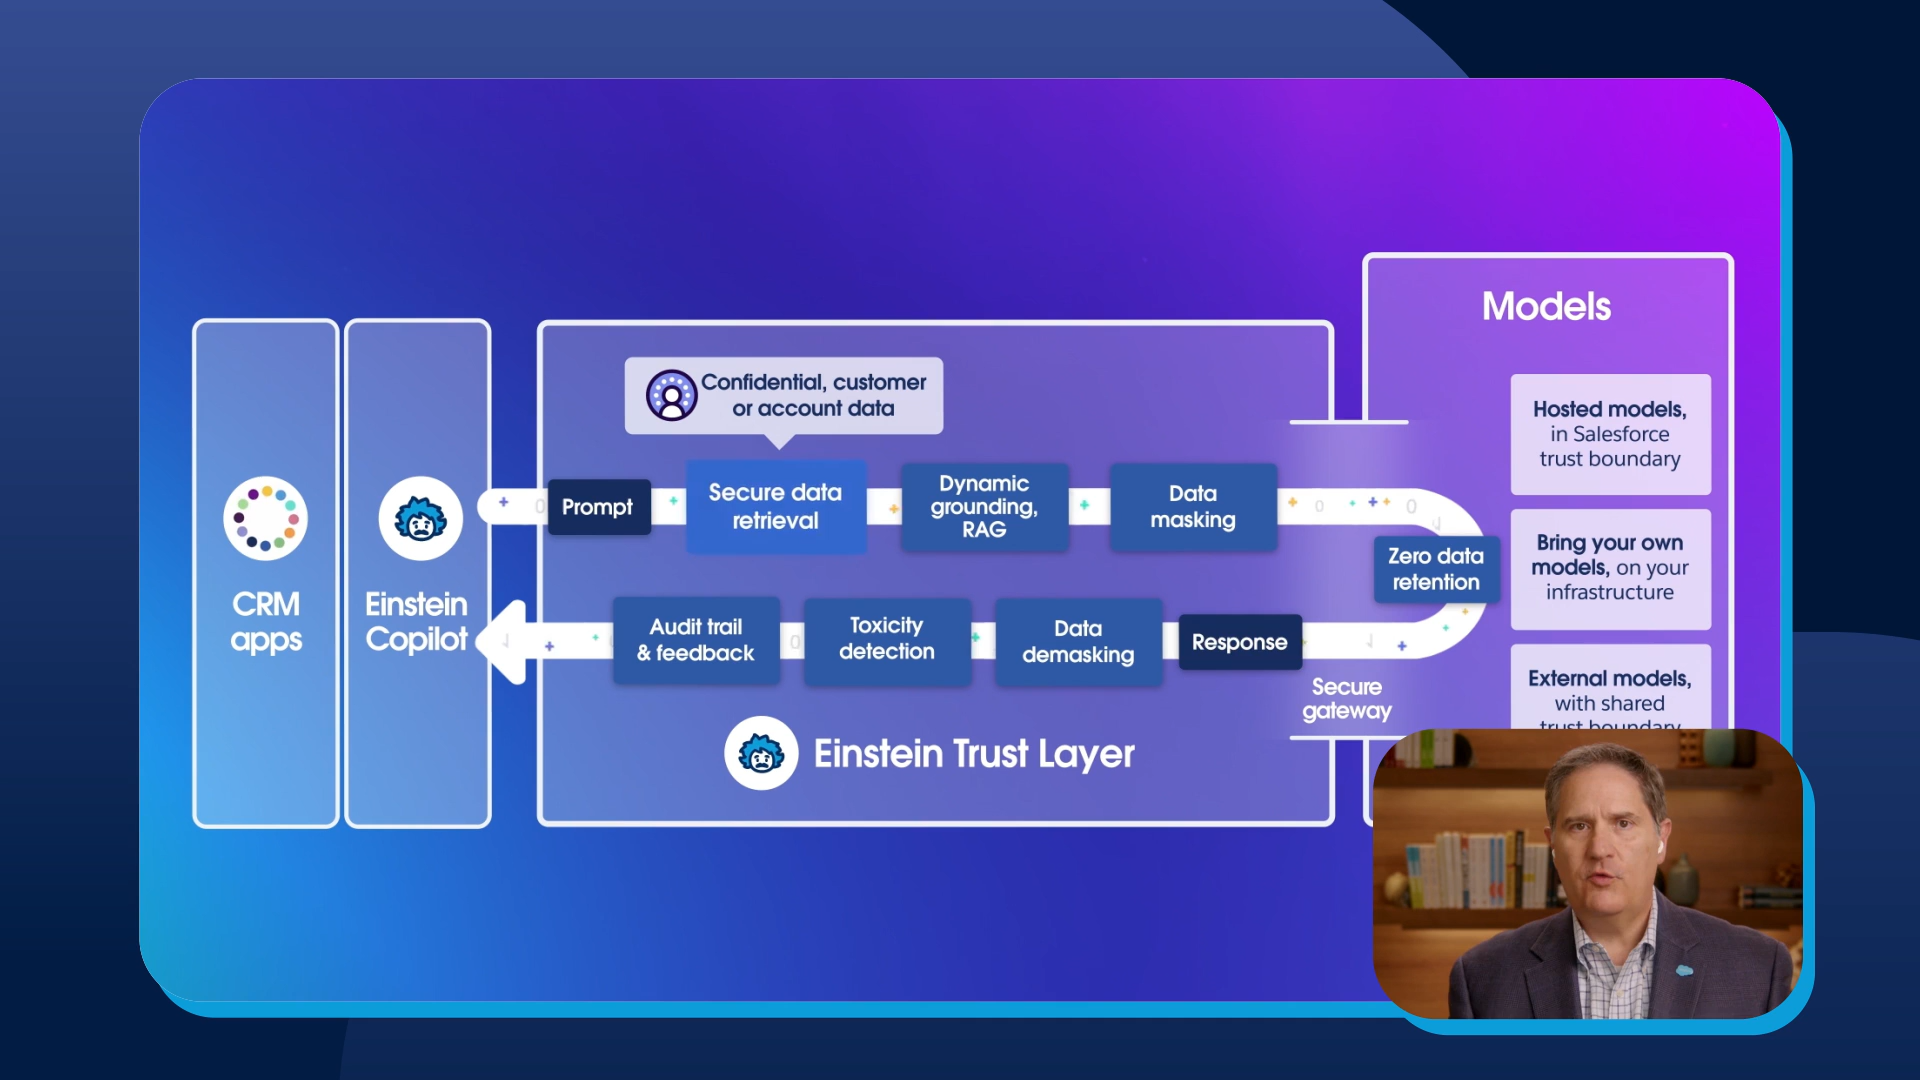 Models
Confidential, customer
or account data
Hosted models,
in Salesforce
trust boundary
Prompt
Secure data
retrieval
Dynamic
grounding,
RAG
Data
masking
Zero data
retention
Bring your own
models, on your
infrastructure
CRM
apps
Einstein
Copilot
Audit trail
& feedback
Toxicity
detection
Data
demasking
Response
Secure
gateway
External models,
with shared
trust boundary
Einstein Trust Layer